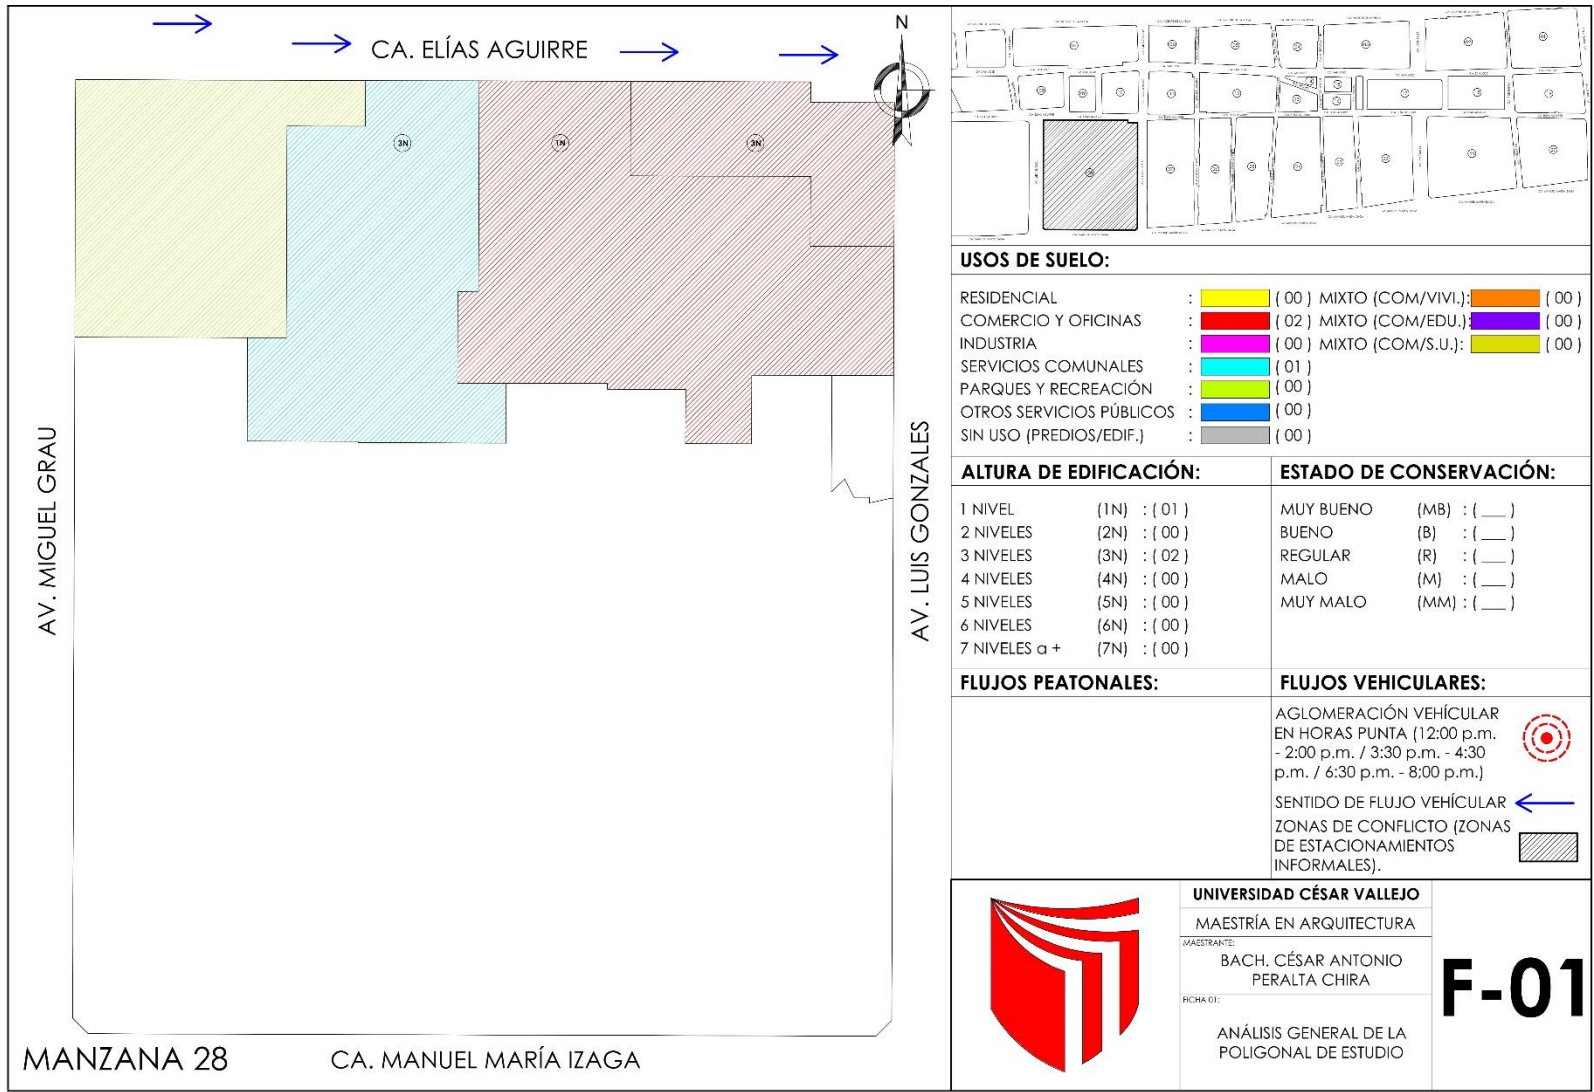 CA. ELÍAS AGUIRRE
N
3N
1N
3N
AV. MIGUEL GRAU
AV. LUIS GONZALES
MANZANA 28
CA. MANUEL MARÍA IZAGA
USOS DE SUELO:
RESIDENCIAL : ( 00 ) MIXTO (COM/VIVI.): ( 00 )
COMERCIO Y OFICINAS : ( 02 ) MIXTO (COM/EDU.): ( 00 )
INDUSTRIA : ( 00 ) MIXTO (COM/S.U.): ( 00 )
SERVICIOS COMUNALES : ( 01 )
PARQUES Y RECREACIÓN : ( 00 )
OTROS SERVICIOS PÚBLICOS : ( 00 )
SIN USO (PREDIOS/EDIF.) : ( 00 )
ALTURA DE EDIFICACIÓN:
1 NIVEL (1N) : ( 01 )
2 NIVELES (2N) : ( 00 )
3 NIVELES (3N) : ( 02 )
4 NIVELES (4N) : ( 00 )
5 NIVELES (5N) : ( 00 )
6 NIVELES (6N) : ( 00 )
7 NIVELES a + (7N) : ( 00 )
ESTADO DE CONSERVACIÓN:
MUY BUENO (MB) : ( ___ )
BUENO (B) : ( ___ )
REGULAR (R) : ( ___ )
MALO (M) : ( ___ )
MUY MALO (MM) : ( ___ )
FLUJOS PEATONALES:
FLUJOS VEHICULARES:
AGLOMERACIÓN VEHÍCULAR
EN HORAS PUNTA (12:00 p.m.
- 2:00 p.m. / 3:30 p.m. - 4:30
p.m. / 6:30 p.m. - 8;00 p.m.)
SENTIDO DE FLUJO VEHÍCULAR
ZONAS DE CONFLICTO (ZONAS
DE ESTACIONAMIENTOS
INFORMALES).
UNIVERSIDAD CÉSAR VALLEJO
MAESTRÍA EN ARQUITECTURA
MAESTRANTE:
BACH. CÉSAR ANTONIO
PERALTA CHIRA
FICHA 01:
ANÁLISIS GENERAL DE LA
POLIGONAL DE ESTUDIO
F-01